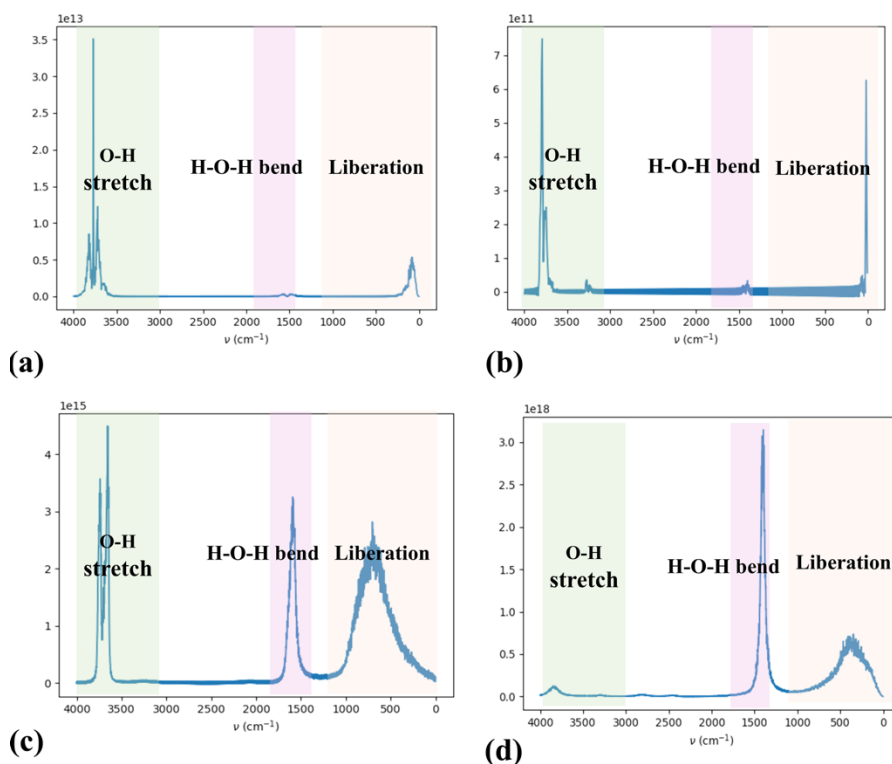 1e13
3.5
3.0
2.5
2.0
1.5
1.0
0.5
0.0
O-H
stretch
H-O-H bend
Liberation
4000 3500 3000 2500 2000 1500 1000 500 0
ν (cm⁻¹)
(a)
1e11
7
6
5
4
3
2
1
0
O-H
stretch
H-O-H bend
Liberation
4000 3500 3000 2500 2000 1500 1000 500 0
ν (cm⁻¹)
(b)
1e15
4
3
2
1
0
O-H
stretch
H-O-H bend
Liberation
4000 3500 3000 2500 2000 1500 1000 500 0
ν (cm⁻¹)
(c)
1e18
3.0
2.5
2.0
1.5
1.0
0.5
0.0
O-H
stretch
H-O-H bend
Liberation
4000 3500 3000 2500 2000 1500 1000 500 0
ν (cm⁻¹)
(d)